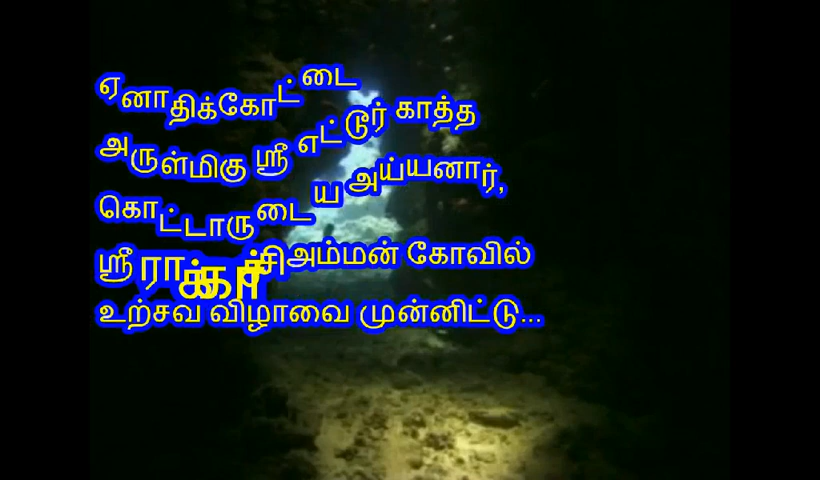 ஏனாதிக்கோட்டை
அருள்மிகு ஸ்ரீ எட்டூர் காத்த
கொட்டாருடைய அய்யனார்,
ஸ்ரீ ராக்காச்சி அம்மன் கோவில்
உற்சவ விழாவை முன்னிட்டு...